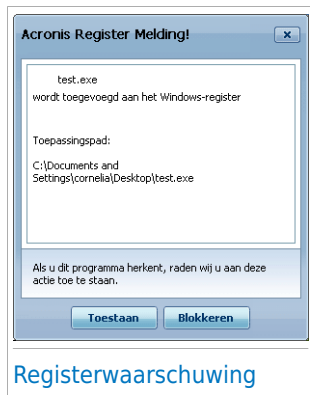 Acronis Register Melding!
test.exe
wordt toegevoegd aan het Windows-register
Toepassingspad:
C:\Documents and
Settings\cornelia\Desktop\test.exe
Als u dit programma herkent, raden wij u aan deze
actie toe te staan.
Toestaan
Blokkeren
Registerwaarschuwing